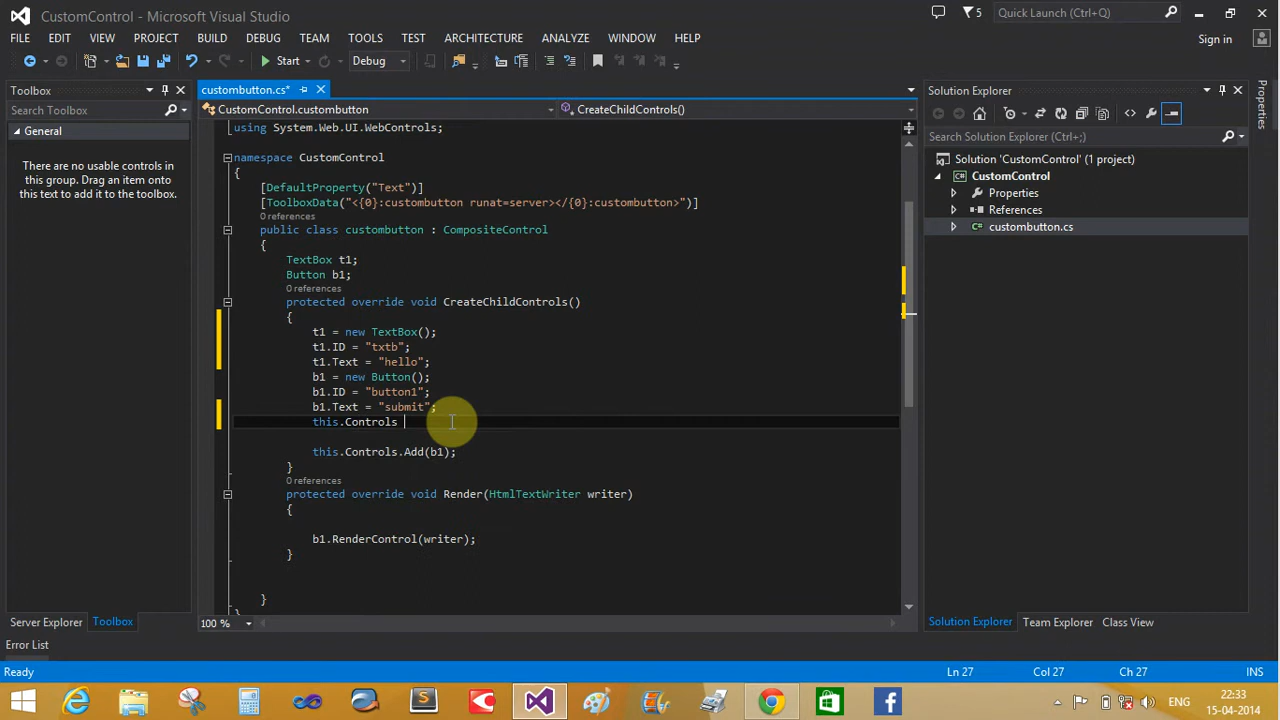 CustomControl - Microsoft Visual Studio
5
Quick Launch (Ctrl+Q)
FILE EDIT VIEW PROJECT BUILD DEBUG TEAM TOOLS TEST ARCHITECTURE ANALYZE WINDOW HELP
Sign in
Start Debug
Toolbox
Search Toolbox
General
There are no usable controls in
this group. Drag an item onto
this text to add it to the toolbox.
Server Explorer Toolbox
custombutton.cs*
CustomControl.custombutton CreateChildControls()
using System.Web.UI.WebControls;
namespace CustomControl
{
[DefaultProperty("Text")]
[ToolboxData("<{0}:custombutton runat=server></{0}:custombutton>")]
0 references
public class custombutton : CompositeControl
{
TextBox t1;
Button b1;
0 references
protected override void CreateChildControls()
{
t1 = new TextBox();
t1.ID = "txtb";
t1.Text = "hello";
b1 = new Button();
b1.ID = "button1";
b1.Text = "submit";
this.Controls
this.Controls.Add(b1);
}
0 references
protected override void Render(HtmlTextWriter writer)
{
b1.RenderControl(writer);
}
}
}
100 %
Solution Explorer
Search Solution Explorer (Ctrl+;)
Solution 'CustomControl' (1 project)
CustomControl
Properties
References
custombutton.cs
Solution Explorer Team Explorer Class View
Properties
Error List
Ready Ln 27 Col 27 Ch 27 INS
ENG
22:33
15-04-2014